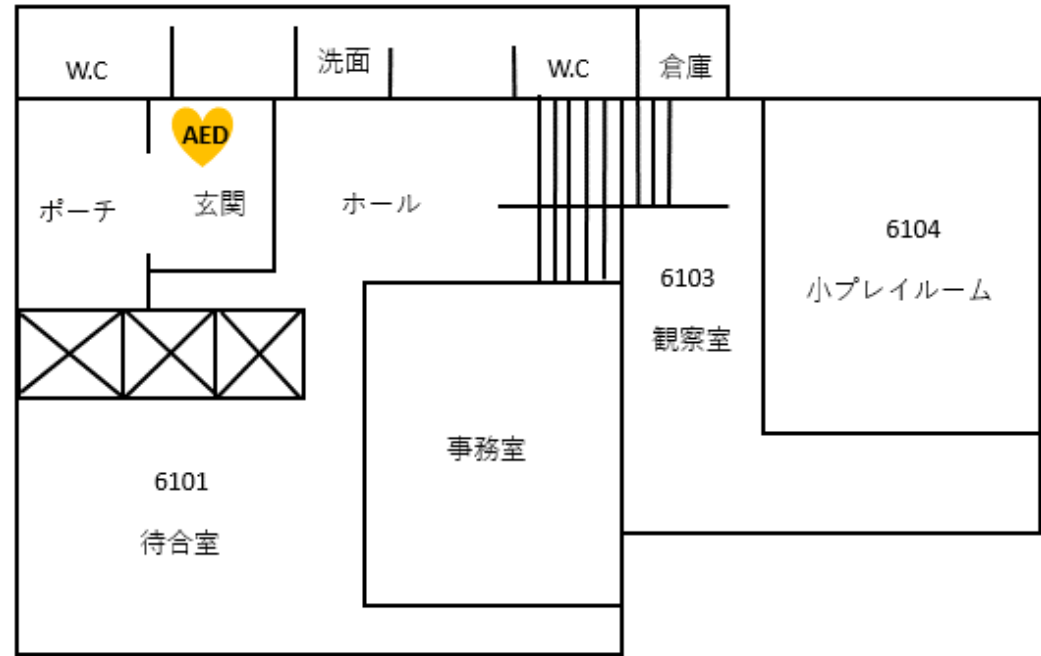 W.C
洗面
W.C
倉庫
AED
ポーチ
玄関
ホール
6103
観察室
6104
小プレイルーム
事務室
6101
待合室